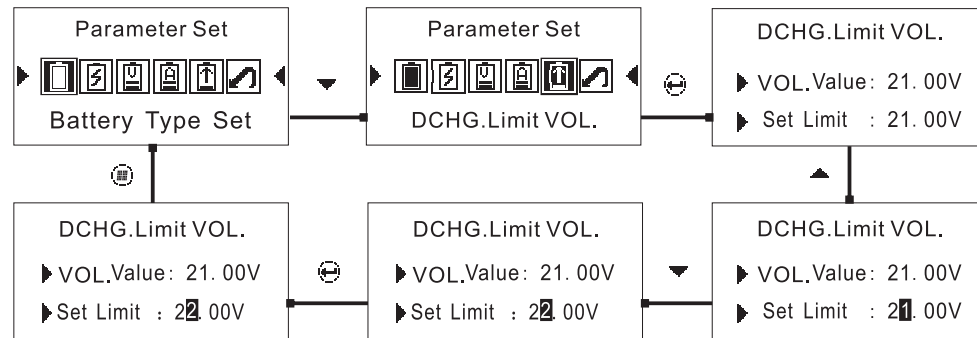 Parameter Set
Battery Type Set
Parameter Set
DCHG.Limit VOL.
DCHG.Limit VOL.
VOL.Value: 21.00V
Set Limit : 21.00V
DCHG.Limit VOL.
VOL.Value: 21.00V
Set Limit : 22.00V
DCHG.Limit VOL.
VOL.Value: 21.00V
Set Limit : 22.00V
DCHG.Limit VOL.
VOL.Value: 21.00V
Set Limit : 21.00V